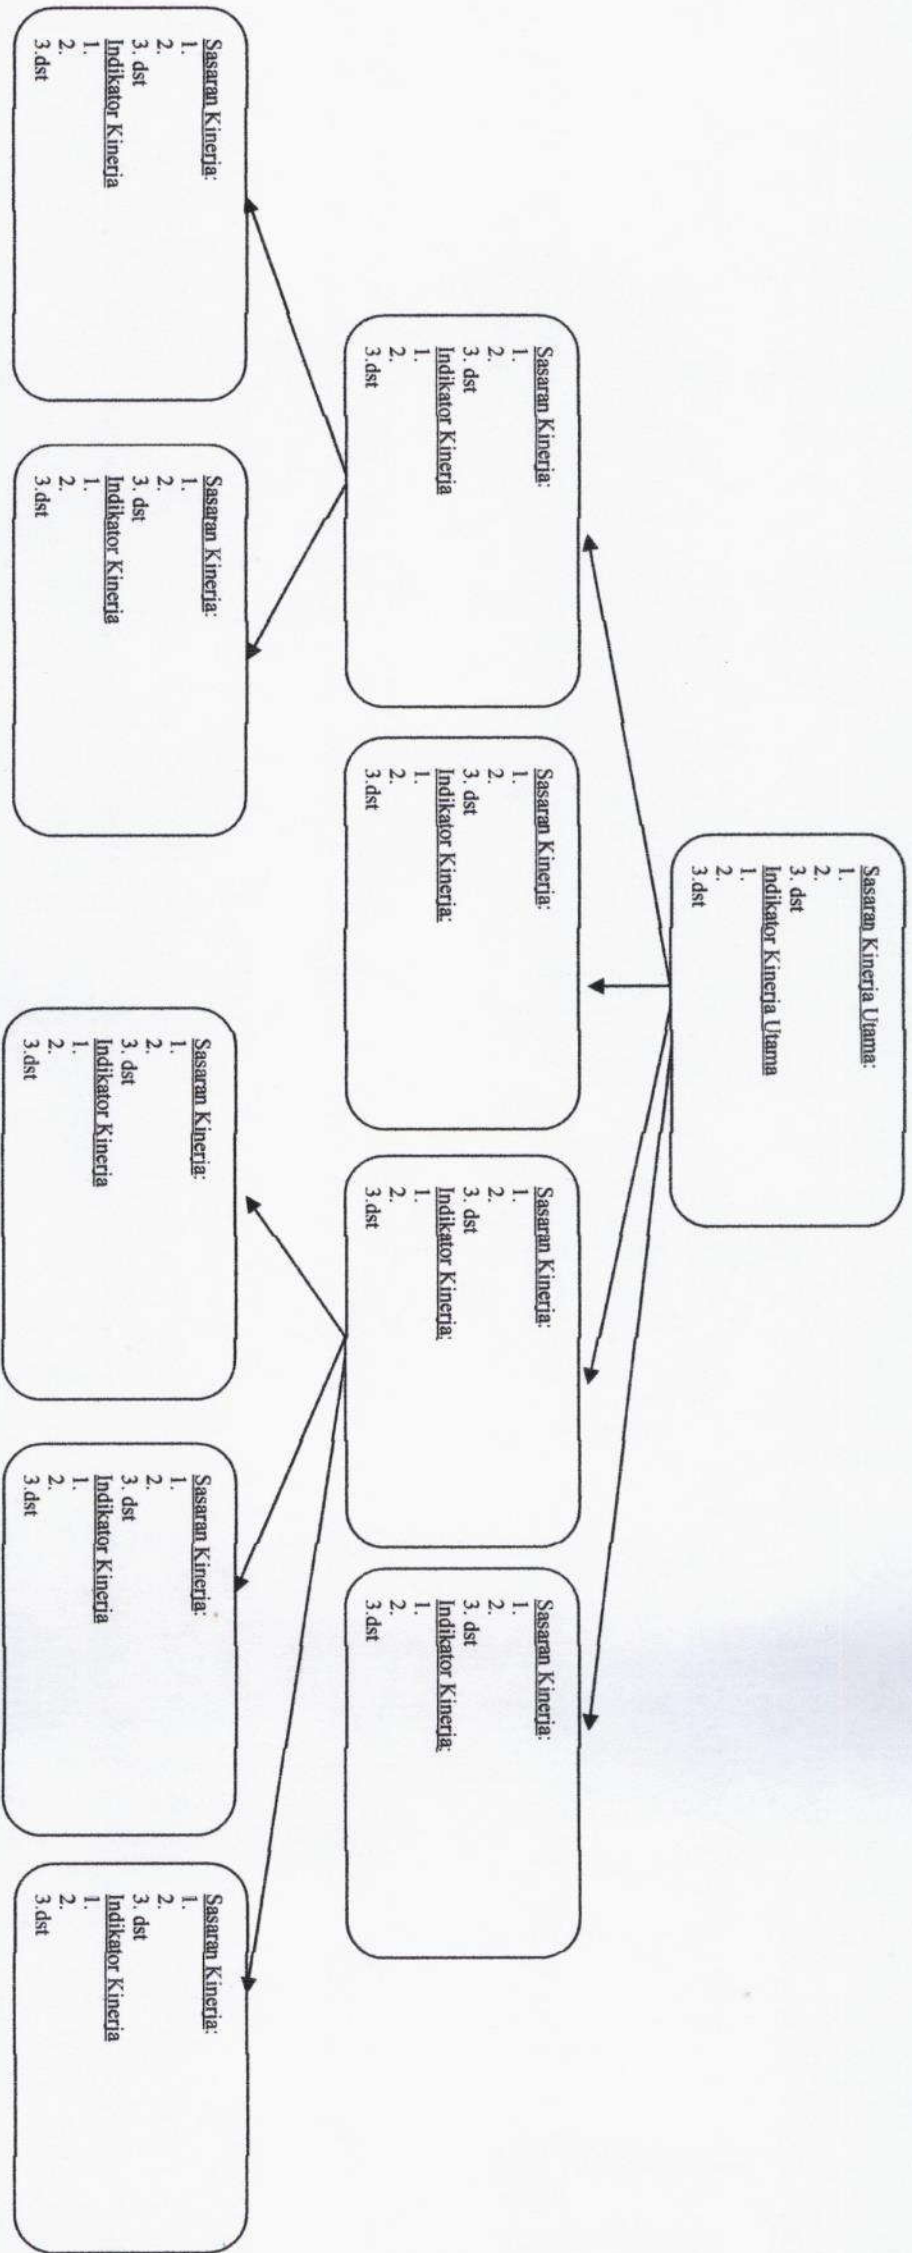 Sasaran Kinerja Utama:
1.
2.
3. dst
Indikator Kinerja Utama
1.
2.
3.dst
Sasaran Kinerja:
1.
2.
3. dst
Indikator Kinerja
1.
2.
3.dst
Sasaran Kinerja:
1.
2.
3. dst
Indikator Kinerja:
1.
2.
3.dst
Sasaran Kinerja:
1.
2.
3. dst
Indikator Kinerja:
1.
2.
3.dst
Sasaran Kinerja:
1.
2.
3. dst
Indikator Kinerja:
1.
2.
3.dst
Sasaran Kinerja:
1.
2.
3. dst
Indikator Kinerja
1.
2.
3.dst
Sasaran Kinerja:
1.
2.
3. dst
Indikator Kinerja
1.
2.
3.dst
Sasaran Kinerja:
1.
2.
3. dst
Indikator Kinerja
1.
2.
3.dst
Sasaran Kinerja:
1.
2.
3. dst
Indikator Kinerja
1.
2.
3.dst
Sasaran Kinerja:
1.
2.
3. dst
Indikator Kinerja
1.
2.
3.dst